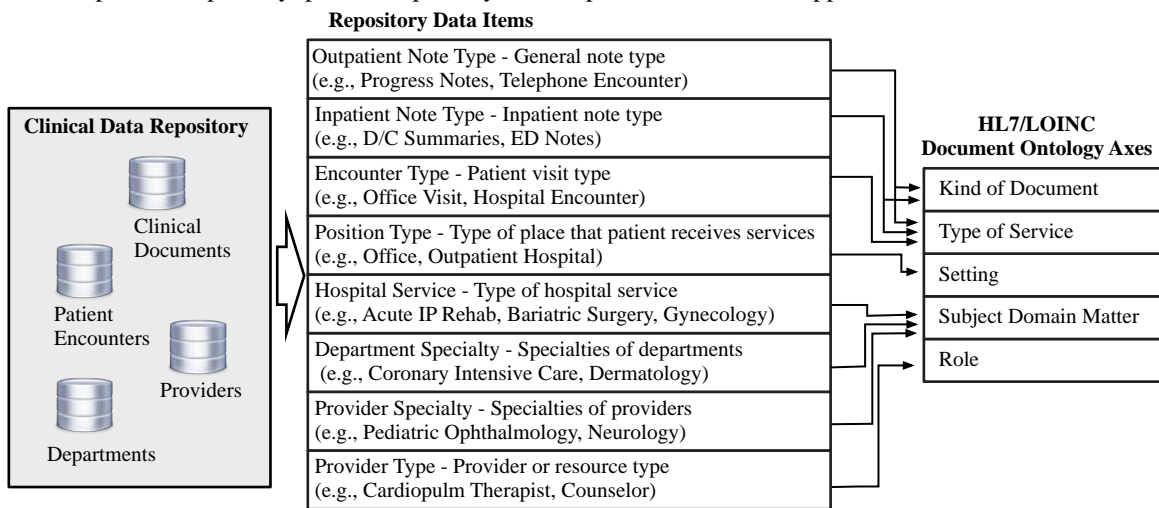 Repository Data Items
Clinical Data Repository
Clinical
Documents
Patient
Encounters
Providers
Departments
Outpatient Note Type - General note type
(e.g., Progress Notes, Telephone Encounter)
Inpatient Note Type - Inpatient note type
(e.g., D/C Summaries, ED Notes)
Encounter Type - Patient visit type
(e.g., Office Visit, Hospital Encounter)
Position Type - Type of place that patient receives services
(e.g., Office, Outpatient Hospital)
Hospital Service - Type of hospital service
(e.g., Acute IP Rehab, Bariatric Surgery, Gynecology)
Department Specialty - Specialties of departments
(e.g., Coronary Intensive Care, Dermatology)
Provider Specialty - Specialties of providers
(e.g., Pediatric Ophthalmology, Neurology)
Provider Type - Provider or resource type
(e.g., Cardiopulm Therapist, Counselor)
HL7/LOINC
Document Ontology Axes
Kind of Document
Type of Service
Setting
Subject Domain Matter
Role